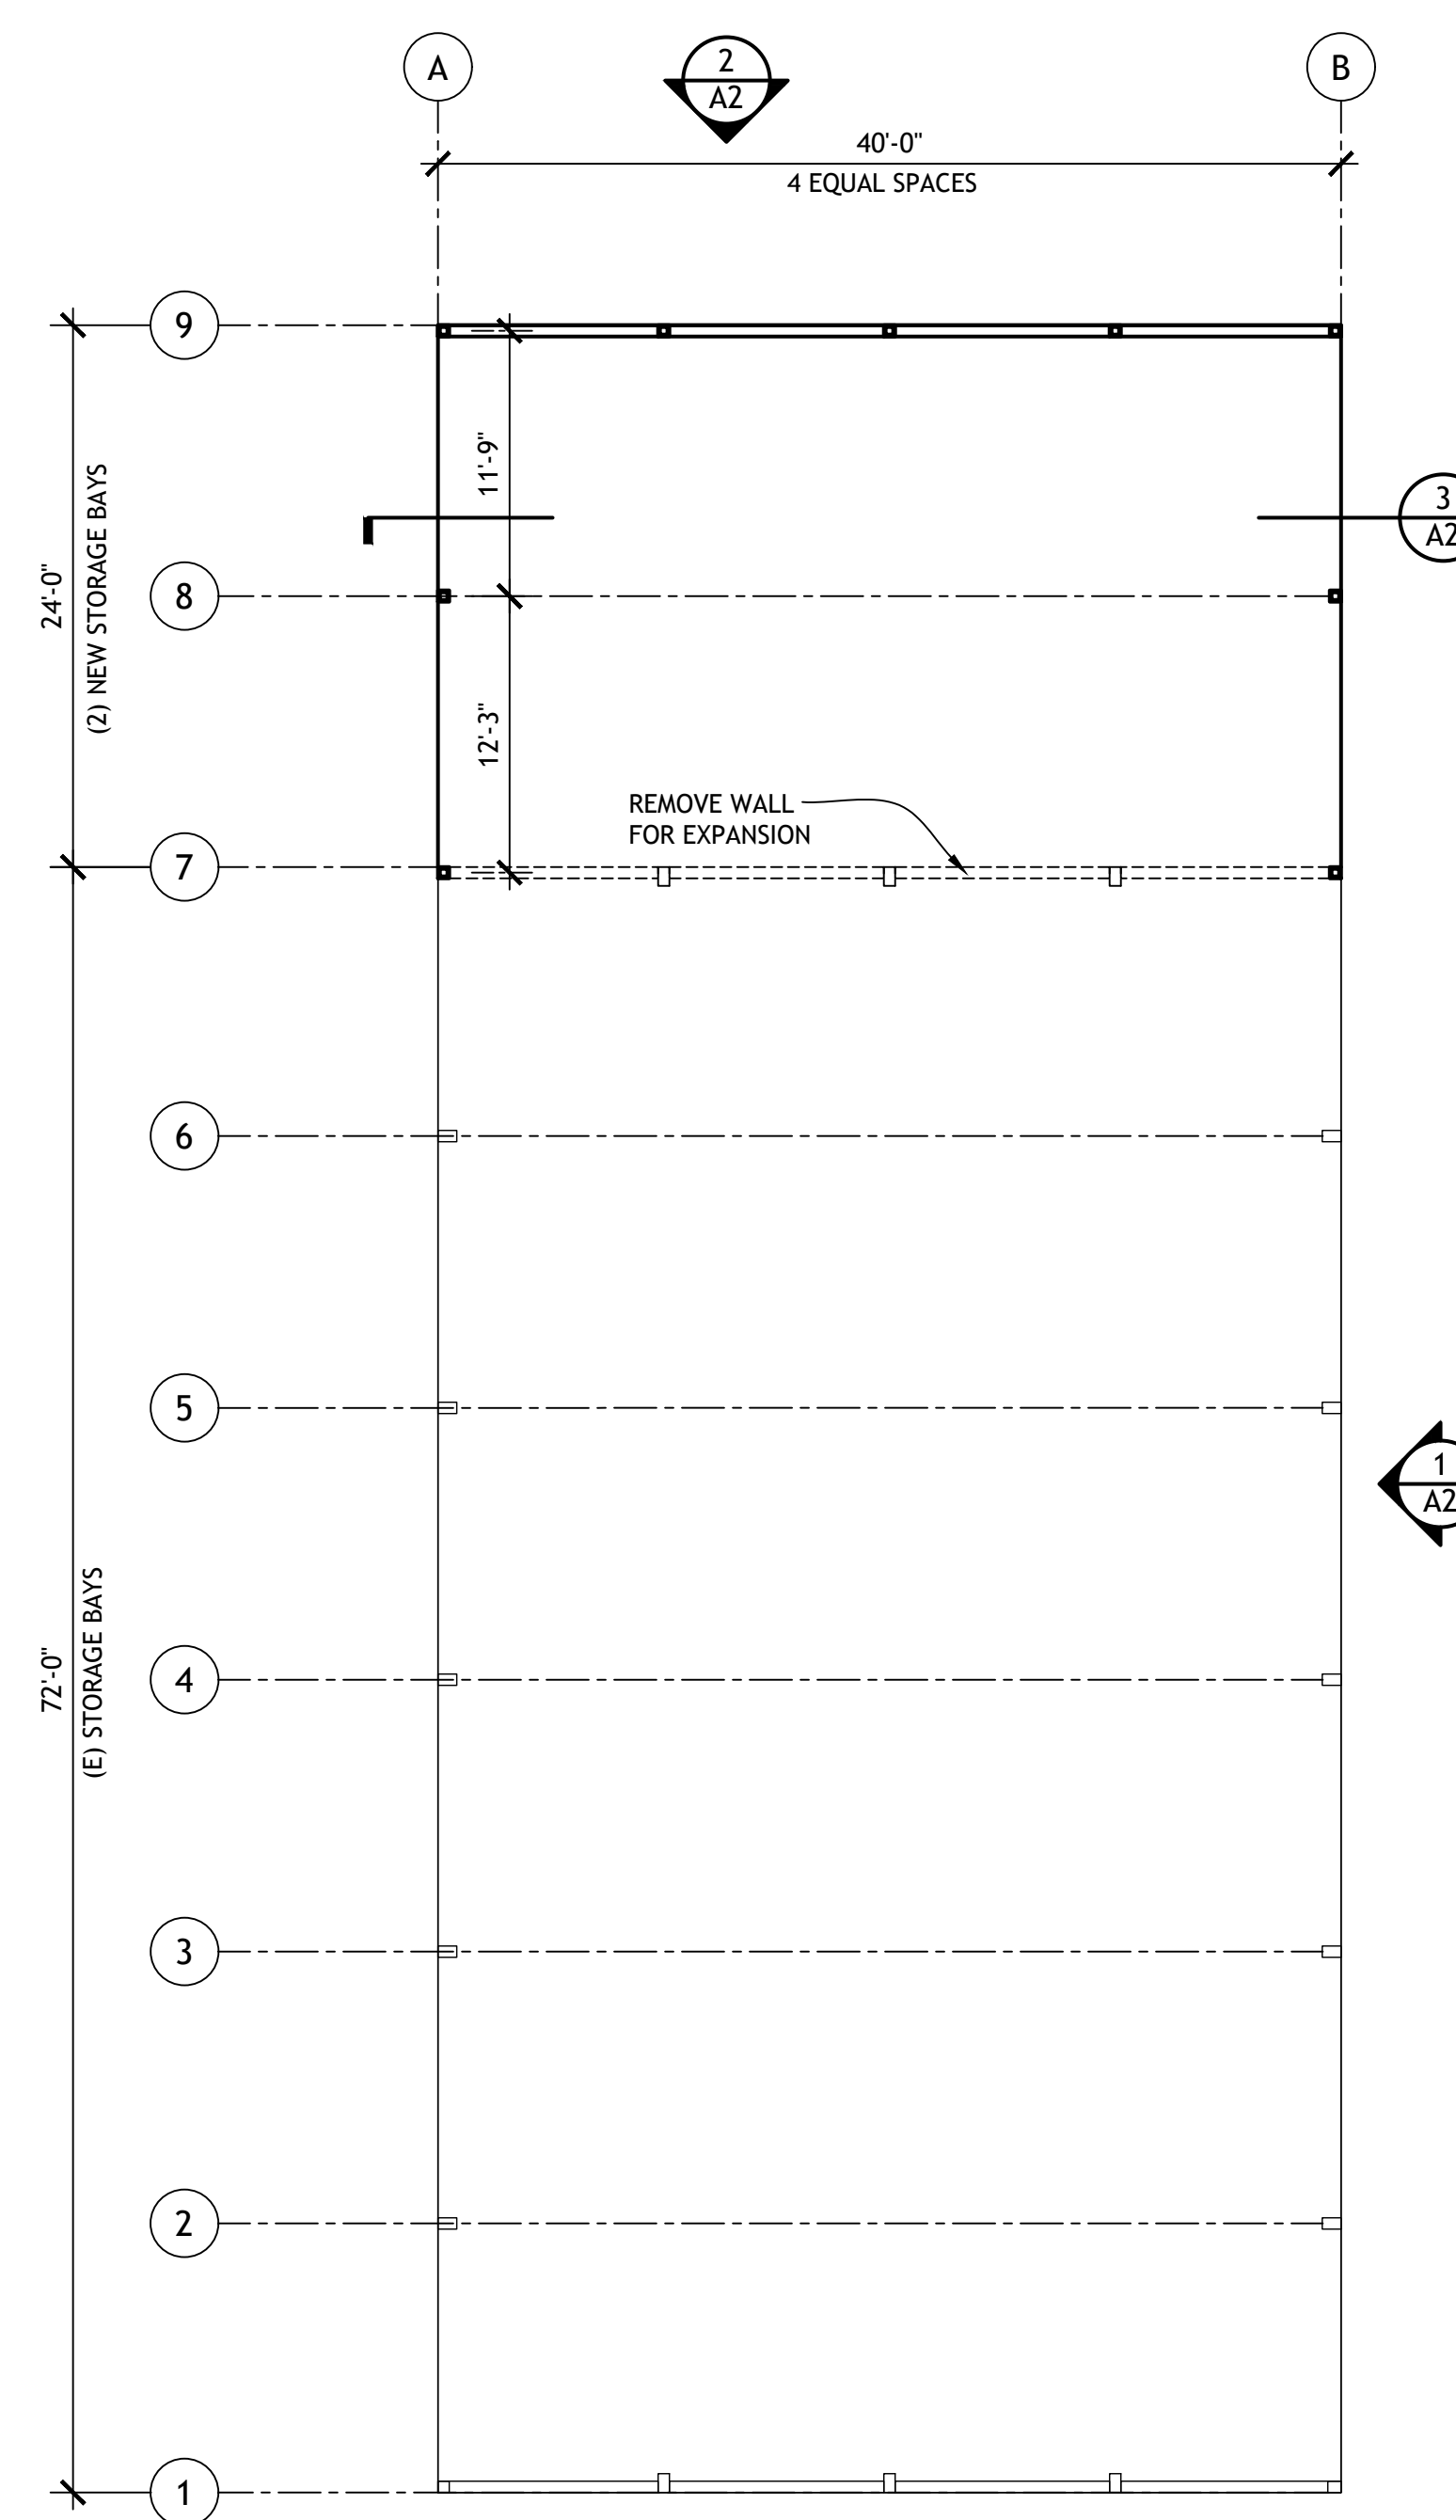 A
2
A2
B
40'-0"
4 EQUAL SPACES
9
11'-9"
3
A2
24'-0"
(2) NEW STORAGE BAYS
8
12'-3"
REMOVE WALL
FOR EXPANSION
7
6
5
1
A2
72'-0"
(E) STORAGE BAYS
4
3
2
1